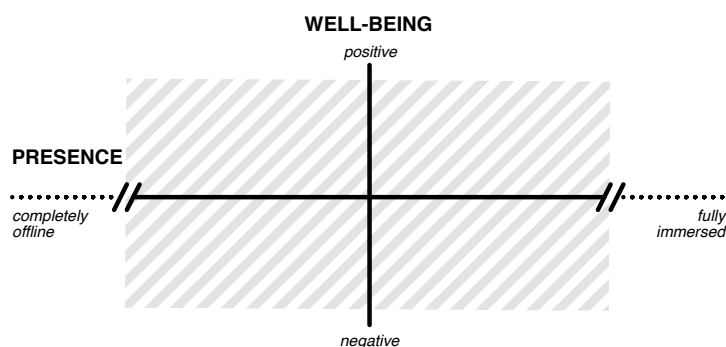 WELL-BEING
positive
PRESENCE
completely
offline
fully
immersed
negative